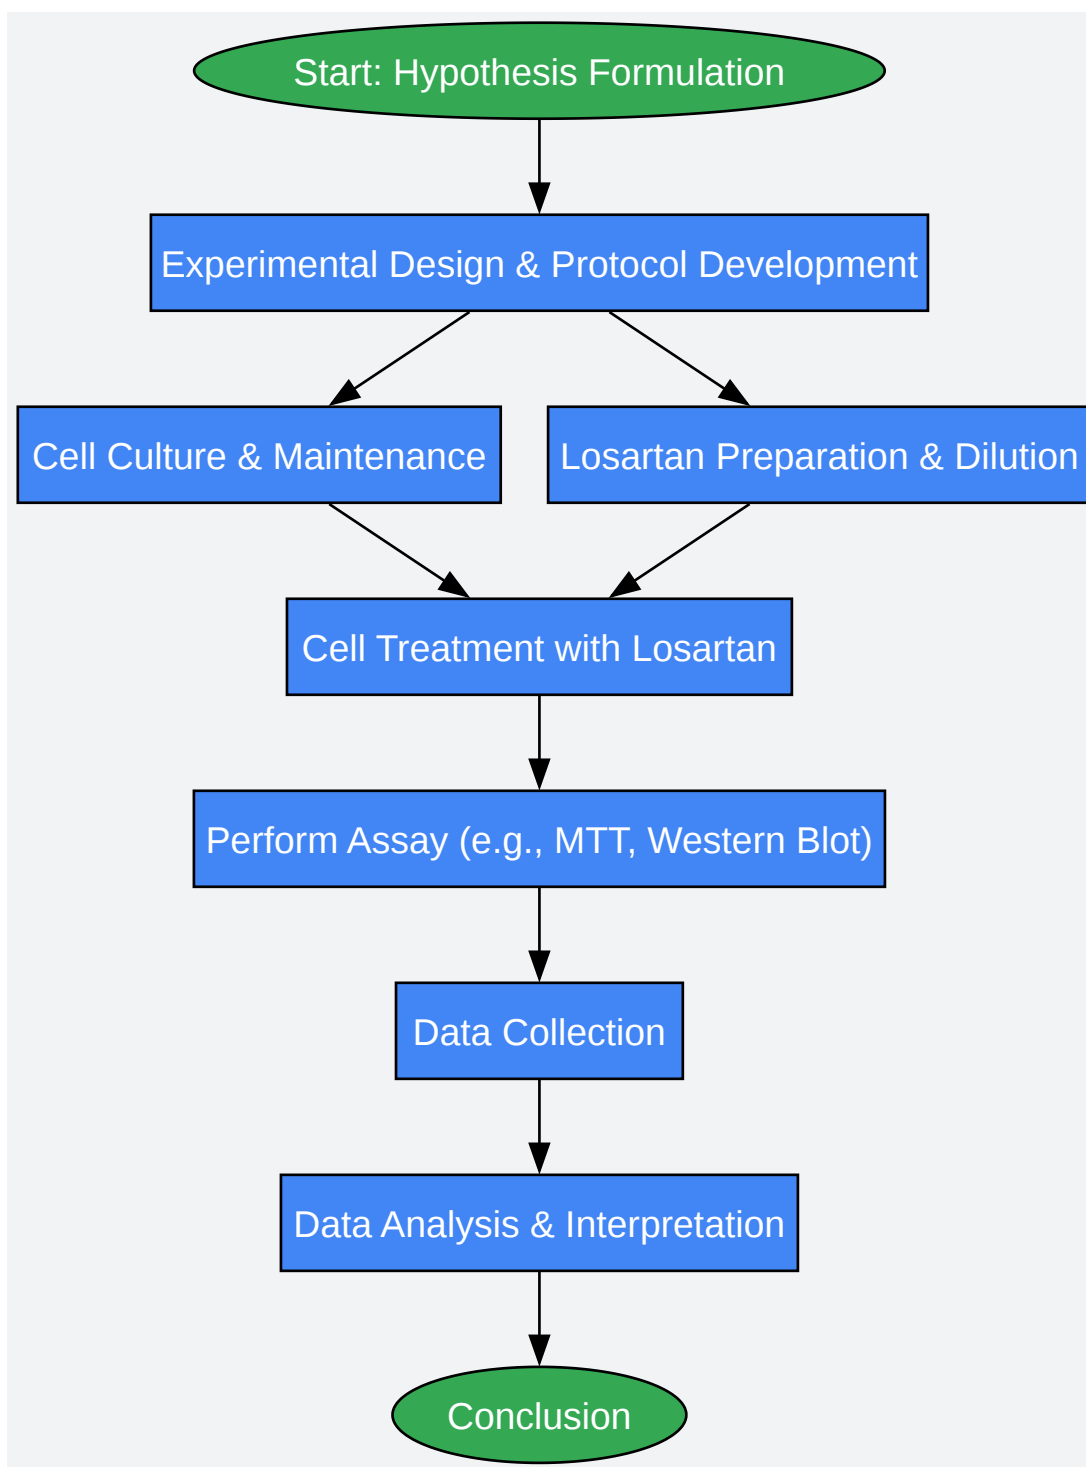 Start: Hypothesis Formulation
Experimental Design & Protocol Development
Cell Culture & Maintenance
Losartan Preparation & Dilution
Cell Treatment with Losartan
Perform Assay (e.g., MTT, Western Blot)
Data Collection
Data Analysis & Interpretation
Conclusion